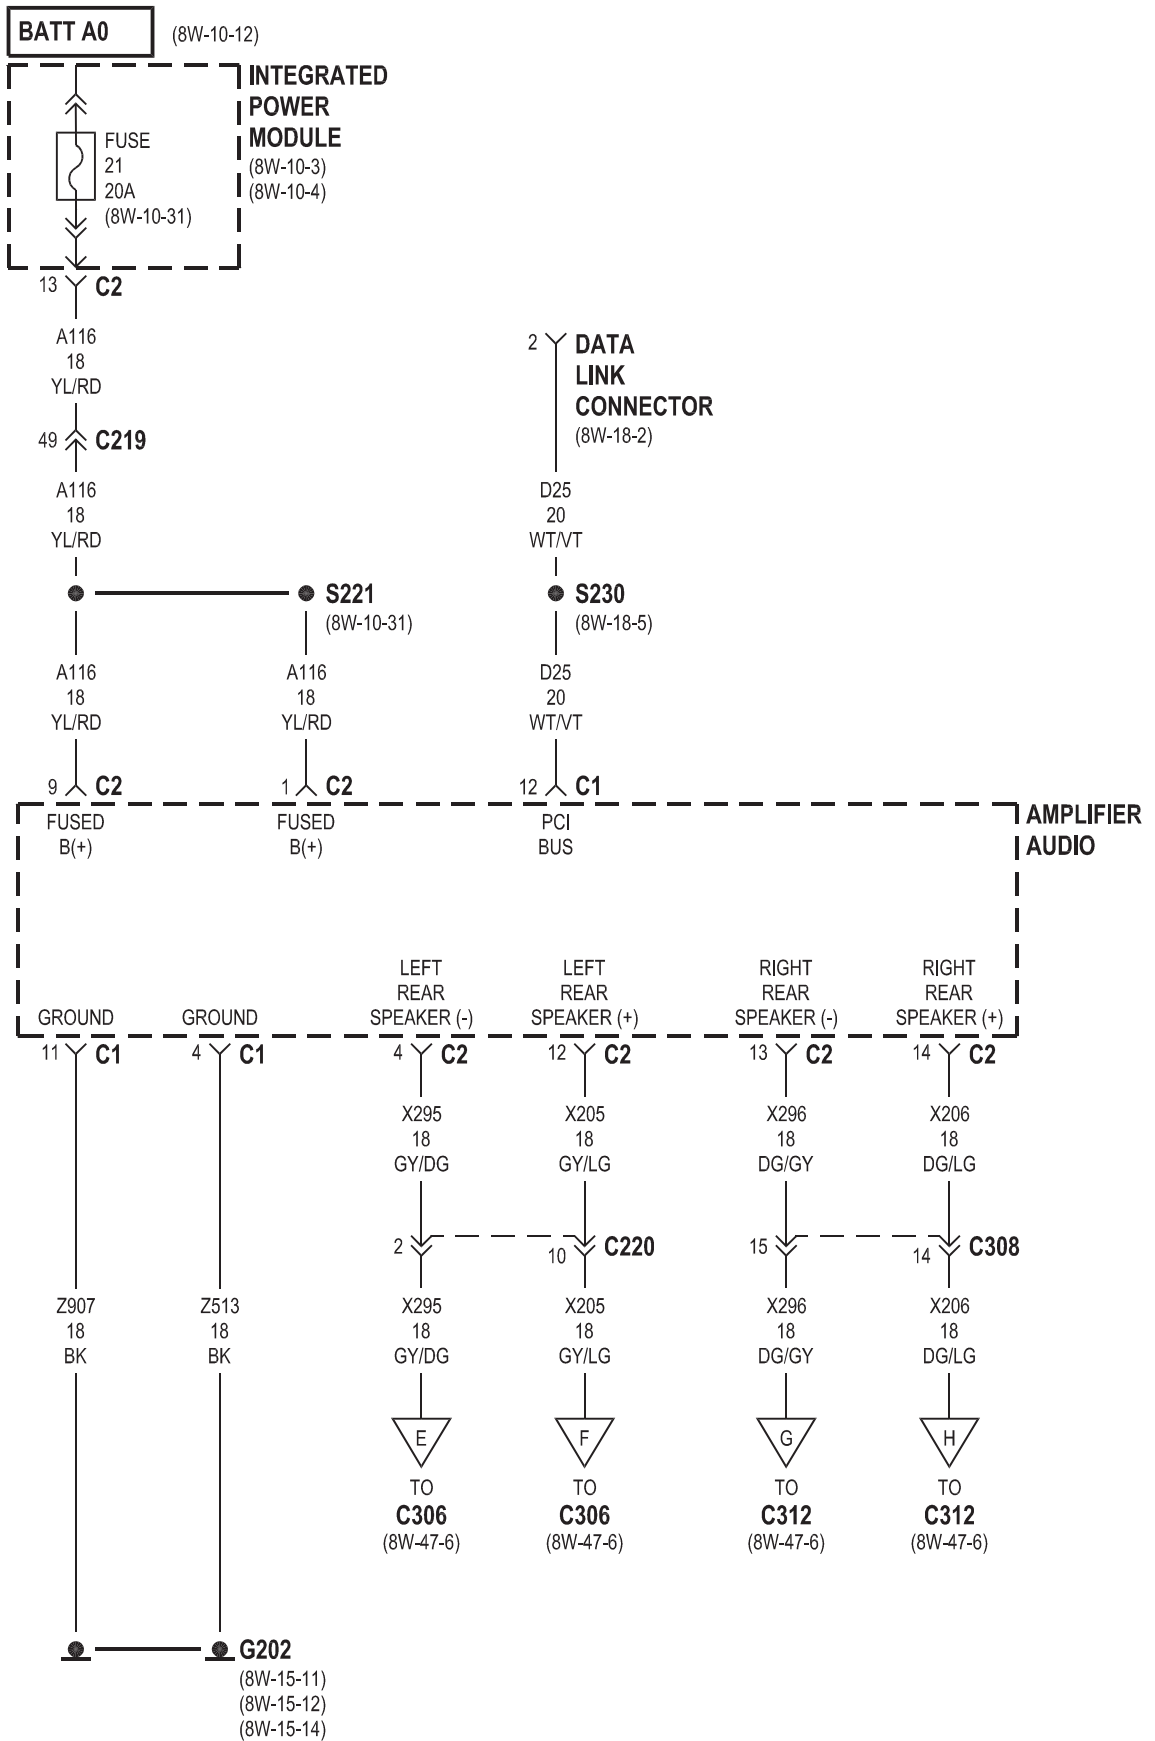 BATT A0 (8W-10-12)
INTEGRATED
POWER
MODULE
(8W-10-3)
(8W-10-4)
FUSE
21
20A
(8W-10-31)
13 C2
A116
18
YL/RD
49 C219
A116
18
YL/RD
S221
(8W-10-31)
A116
18
YL/RD
A116
18
YL/RD
2 DATA
LINK
CONNECTOR
(8W-18-2)
D25
20
WT/VT
S230
(8W-18-5)
D25
20
WT/VT
9 C2 1 C2 12 C1
FUSED
B(+)
FUSED
B(+)
PCI
BUS
AMPLIFIER
AUDIO
GROUND
GROUND
LEFT
REAR
SPEAKER (-)
LEFT
REAR
SPEAKER (+)
RIGHT
REAR
SPEAKER (-)
RIGHT
REAR
SPEAKER (+)
11 C1 4 C1 4 C2 12 C2 13 C2 14 C2
X295
18
GY/DG
X205
18
GY/LG
X296
18
DG/GY
X206
18
DG/LG
2 10 C220 15 14 C308
Z907
18
BK
Z513
18
BK
X295
18
GY/DG
X205
18
GY/LG
X296
18
DG/GY
X206
18
DG/LG
E
TO
C306
(8W-47-6)
F
TO
C306
(8W-47-6)
G
TO
C312
(8W-47-6)
H
TO
C312
(8W-47-6)
G202
(8W-15-11)
(8W-15-12)
(8W-15-14)